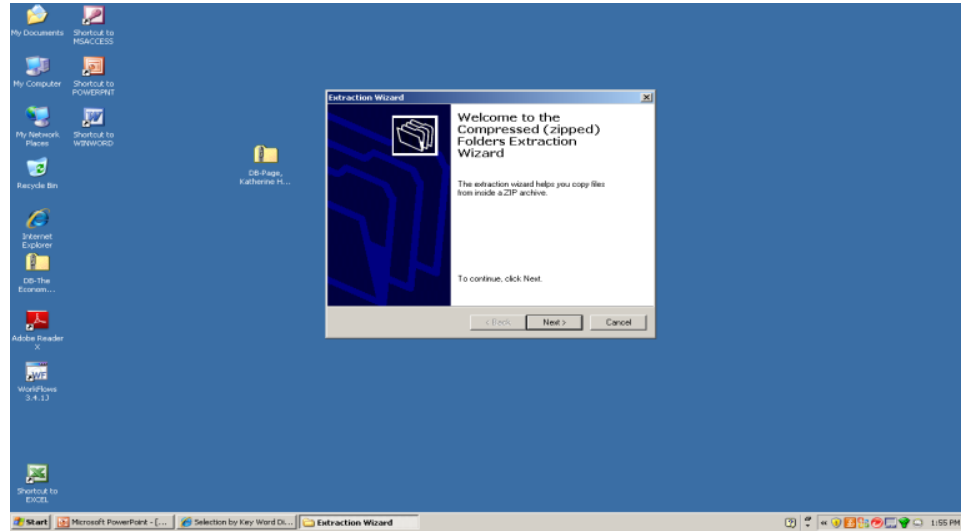 My Documents
Shortcut to
MSACCESS
My Computer
Shortcut to
POWERPNT
My Network
Places
Shortcut to
WINWORD
Recycle Bin
Internet
Explorer
DB-The
Econom...
Adobe Reader
X
WorkFlows
3.4.1J
Shortcut to
EXCEL
DB-Page,
Katherine H...
Extraction Wizard
Welcome to the
Compressed (zipped)
Folders Extraction
Wizard
The extraction wizard helps you copy files
from inside a ZIP archive.
To continue, click Next.
< Back
Next >
Cancel
Start
Microsoft PowerPoint - [...
Selection by Key Word Di...
Extraction Wizard
1:55 PM